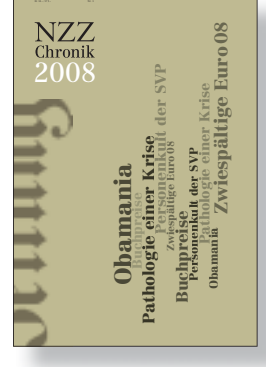 NZZ
Chronik
2008
Obamania
Buchpreise
Pathologie einer Krise
Personenkult der SVP
Zwiespältige Euro 08
Buchpreise
Personenkult der SVP
Obamania
Pathologie einer Krise
Zwiespältige Euro 08